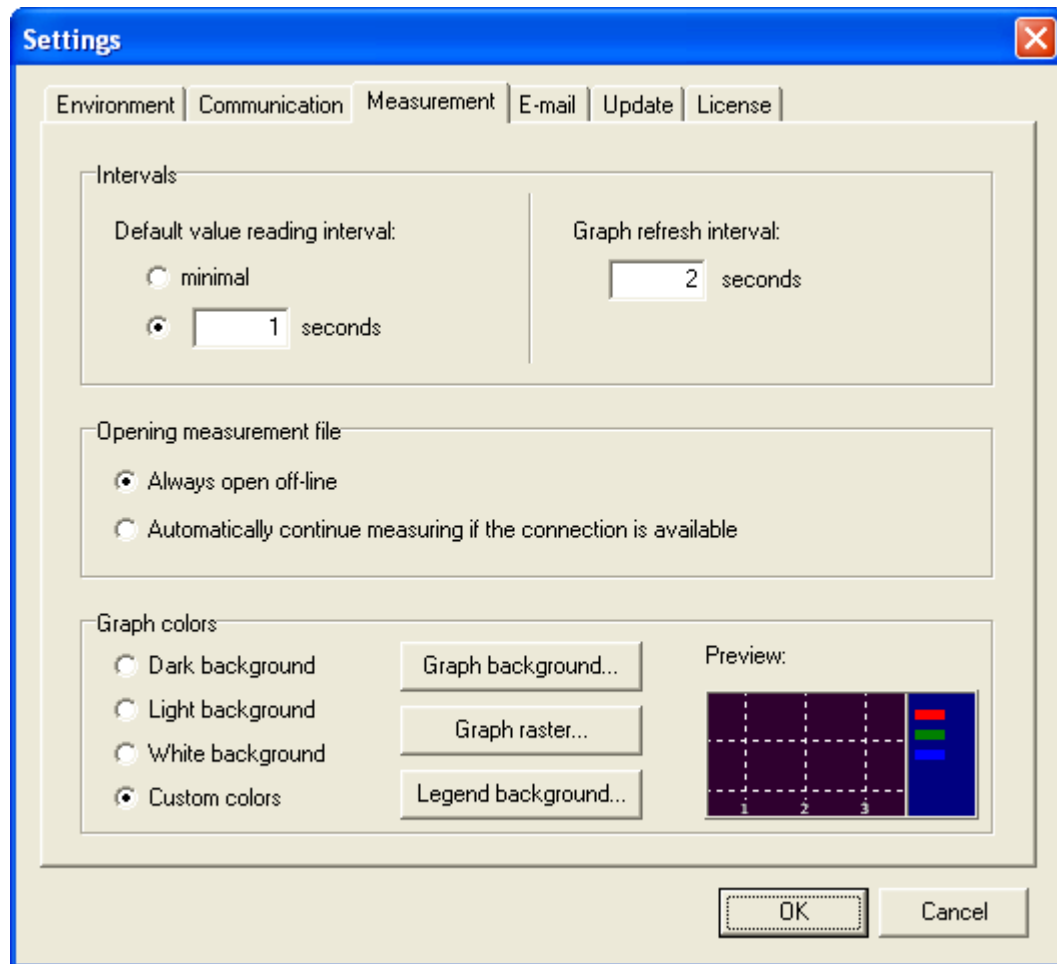 Settings
Environment Communication Measurement E-mail Update License
Intervals
Default value reading interval:
minimal
1 seconds
Graph refresh interval:
2 seconds
Opening measurement file
Always open off-line
Automatically continue measuring if the connection is available
Graph colors
Dark background
Light background
White background
Custom colors
Graph background...
Graph raster...
Legend background...
Preview:
1 2 3
OK Cancel